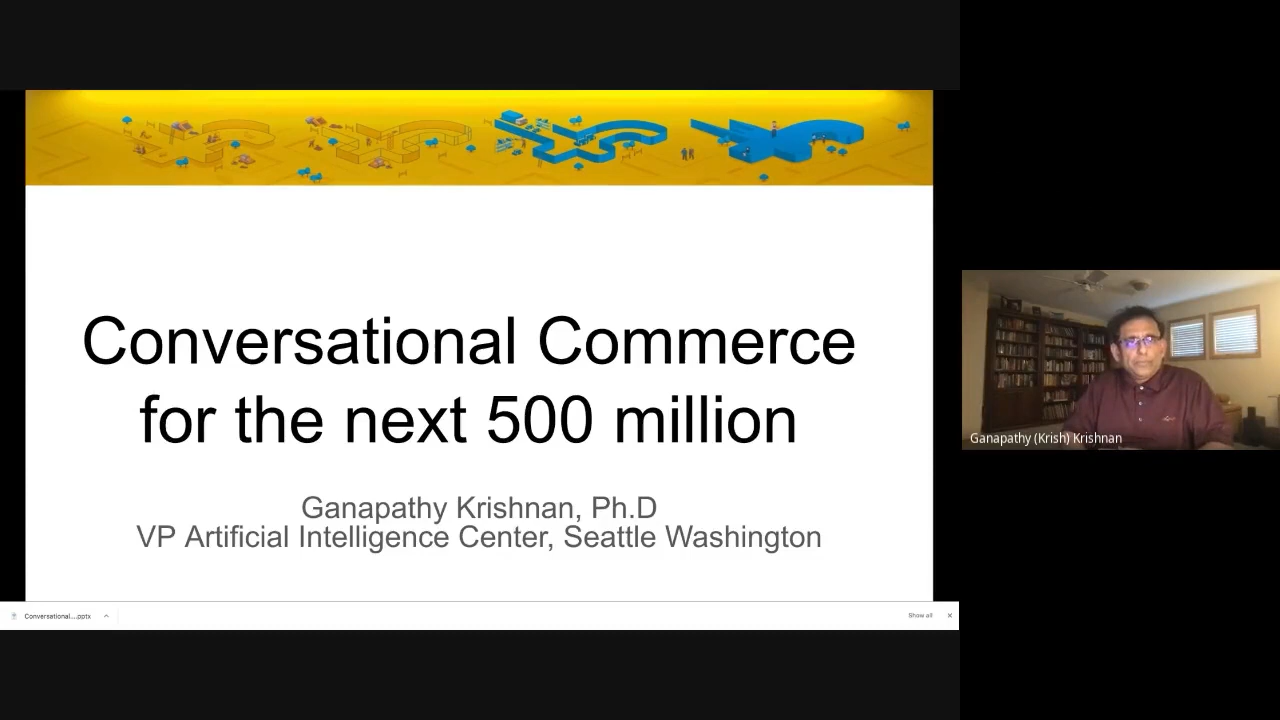 Conversational Commerce
for the next 500 million
Ganapathy Krishnan, Ph.D
VP Artificial Intelligence Center, Seattle Washington
Conversational....pptx
Show all
Ganapathy (Krish) Krishnan